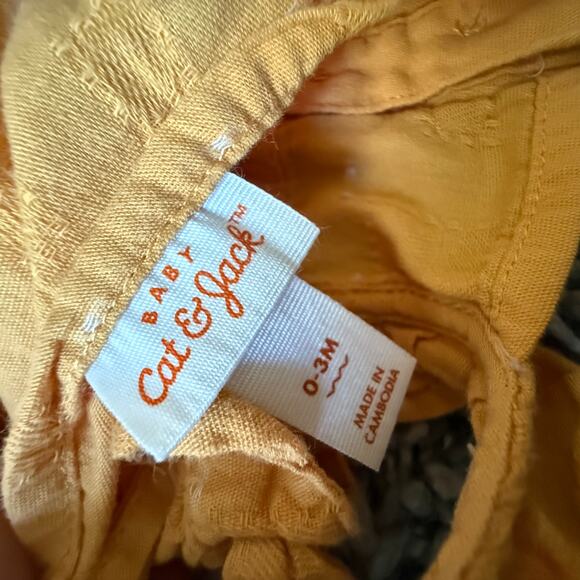 BABY
Cat & Jack™
0-3M
MADE IN
CAMBODIA